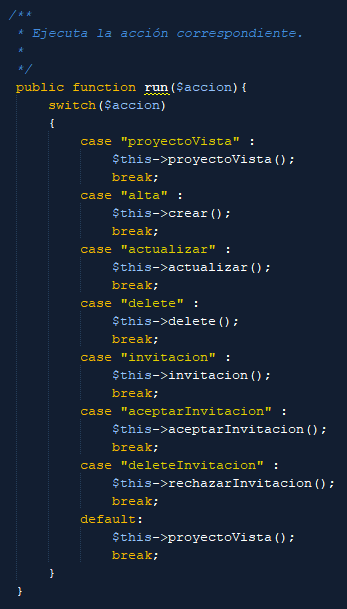 /**
 * Ejecuta la acción correspondiente.
 *
 */
public function run($accion){
    switch($accion)
    {
        case "proyectoVista" :
            $this->proyectoVista();
            break;
        case "alta" :
            $this->crear();
            break;
        case "actualizar" :
            $this->actualizar();
            break;
        case "delete" :
            $this->delete();
            break;
        case "invitacion" :
            $this->invitacion();
            break;
        case "aceptarInvitacion" :
            $this->aceptarInvitacion();
            break;
        case "deleteInvitacion" :
            $this->rechazarInvitacion();
            break;
        default:
            $this->proyectoVista();
            break;
    }
}